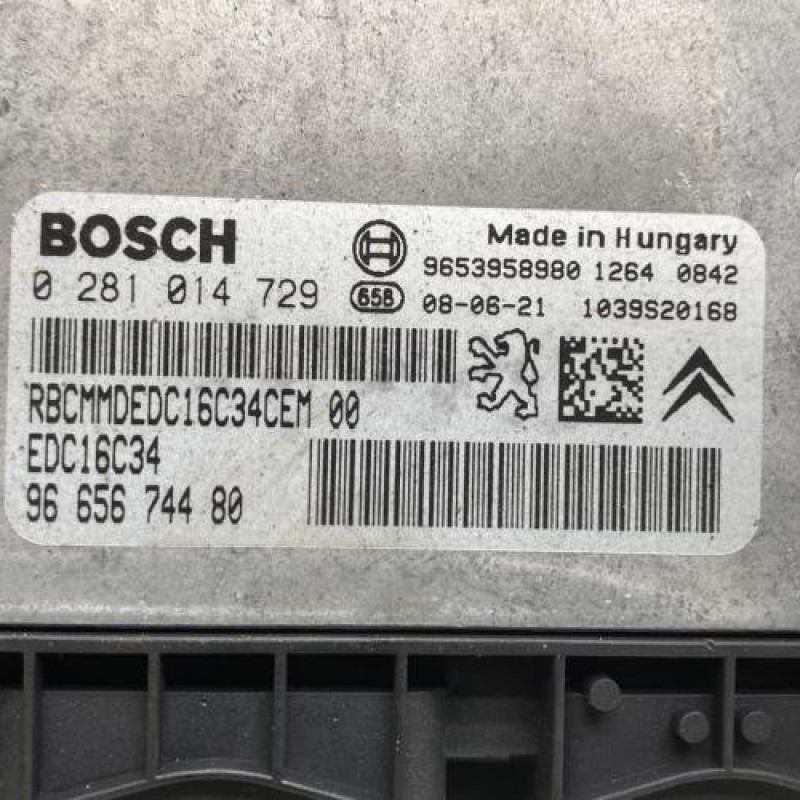 BOSCH
Made in Hungary
9653958980 1264 0842
0 281 014 729
658 08-06-21 1039S20168
RBCMMDEDC16C34CEM 00
EDC16C34
96 656 744 80